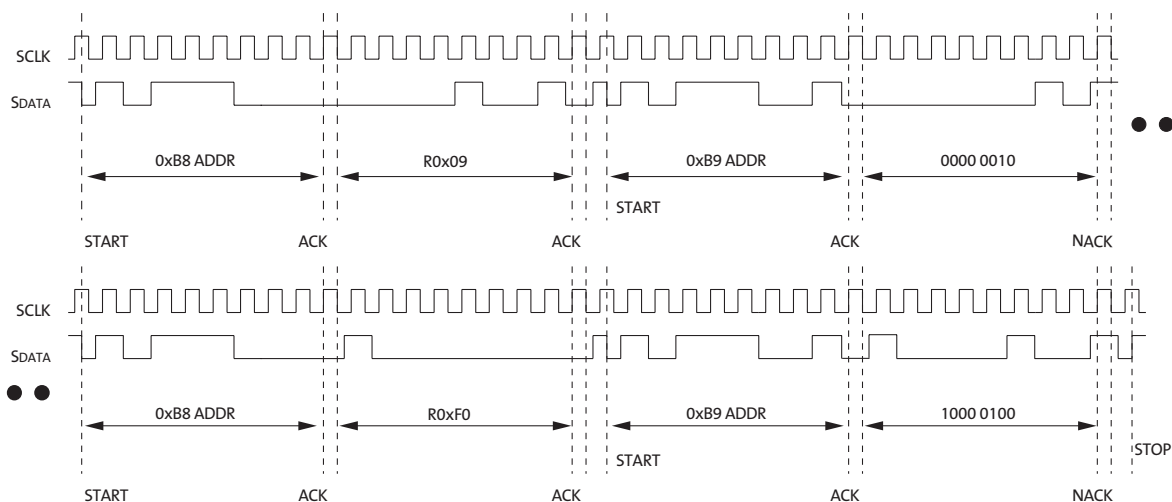 SCLK
SDATA
0xB8 ADDR R0x09 0xB9 ADDR 0000 0010
START
START ACK ACK ACK NACK
SCLK
SDATA
0xB8 ADDR R0xF0 0xB9 ADDR 1000 0100
START STOP
START ACK ACK ACK NACK